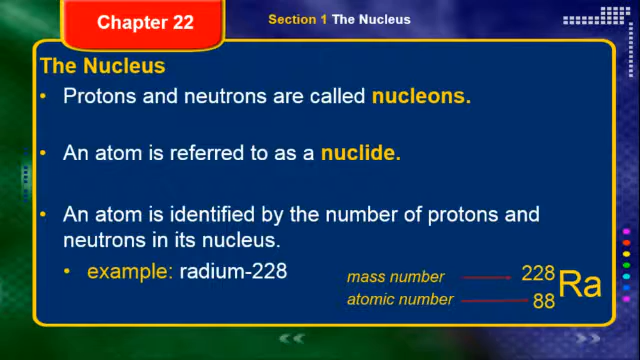 Chapter 22
Section 1 The Nucleus
The Nucleus
• Protons and neutrons are called nucleons.
• An atom is referred to as a nuclide.
• An atom is identified by the number of protons and
neutrons in its nucleus.
• example: radium-228
mass number 228
Ra
atomic number 88